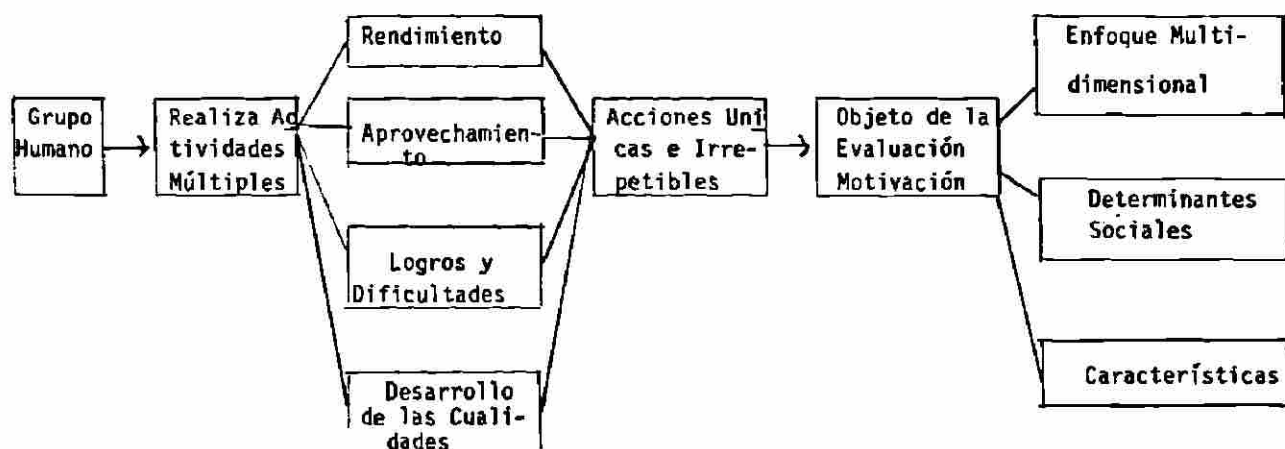 Grupo
Humano
Realiza Ac
tividades
Múltiples
Rendimiento
Aprovechamien-
to
Logros y
Dificultades
Desarrollo
de las Cuali-
dades
Acciones Uni
cas e Irre-
petibles
Objeto de la
Evaluación
Motivación
Enfoque Multi-
dimensional
Determinantes
Sociales
Características